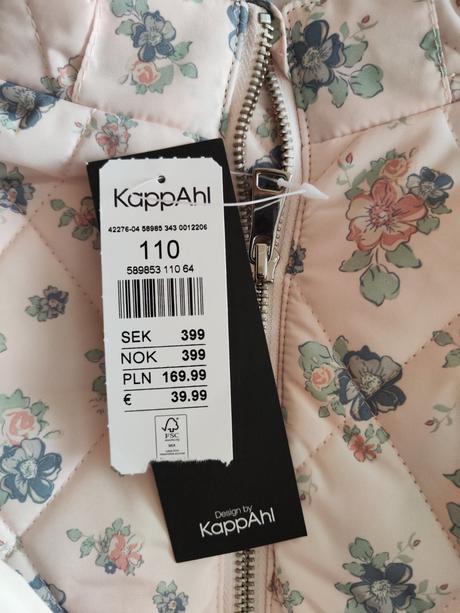 KappAhl
42276-04 58985 343 0012206
110
589853 110 64
SEK 399
NOK 399
PLN 169.99
€ 39.99
FSC
MIX
Design by
KappAhl